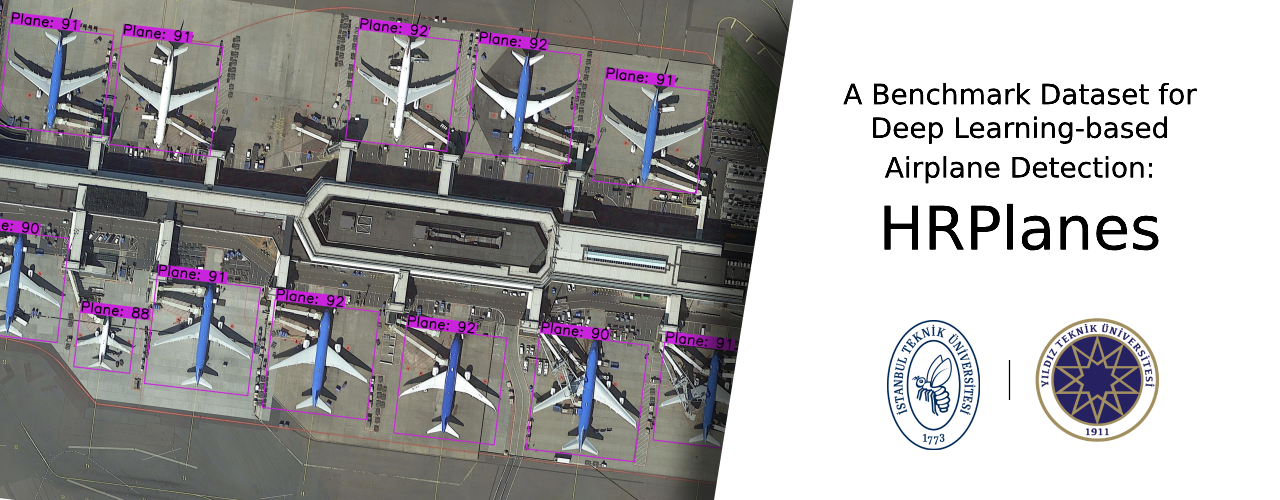 Plane: 91
Plane: 91
Plane: 92
Plane: 92
Plane: 91
e: 90
Plane: 91
Plane: 88
Plane: 92
Plane: 92
Plane: 90
Plane: 91
A Benchmark Dataset for
Deep Learning-based
Airplane Detection:
HRPlanes
İSTANBUL TEKNİK ÜNİVERSİTESİ
1773
YILDIZ TEKNİK ÜNİVERSİTESİ
1911